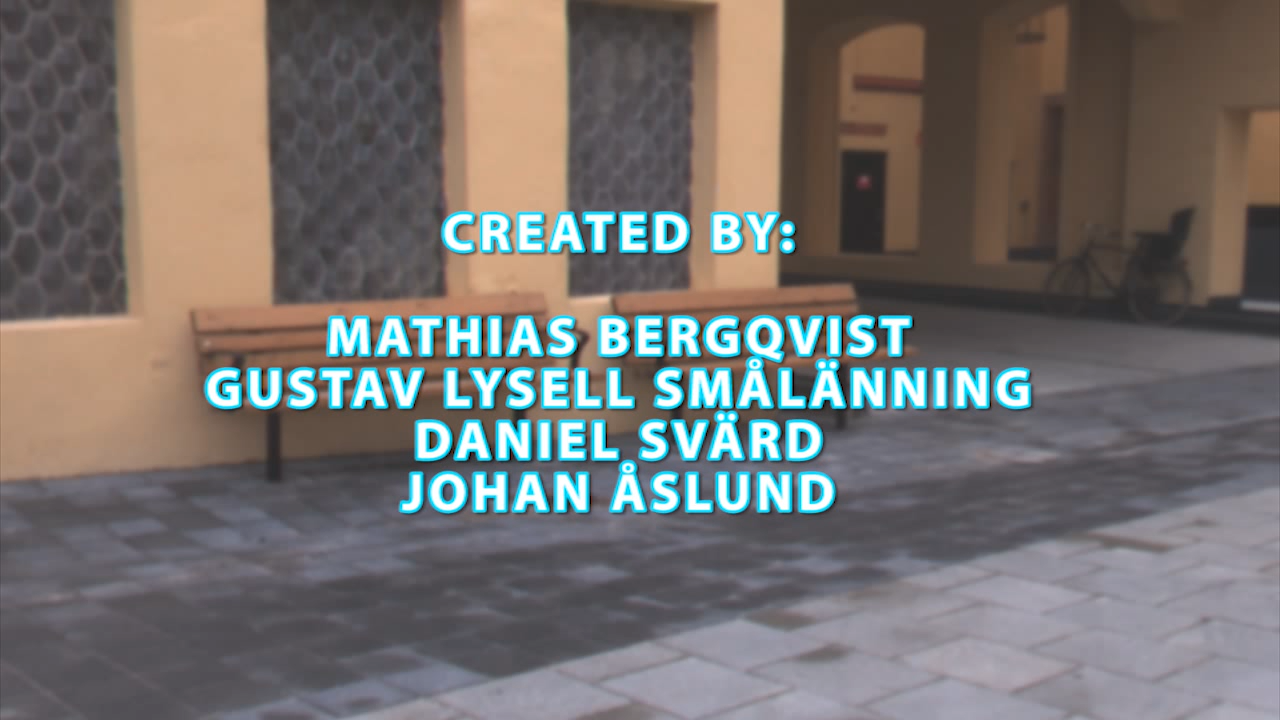 CREATED BY:
MATHIAS BERGQVIST
GUSTAV LYSELL SMÅLÄNNING
DANIEL SVÄRD
JOHAN ÅSLUND